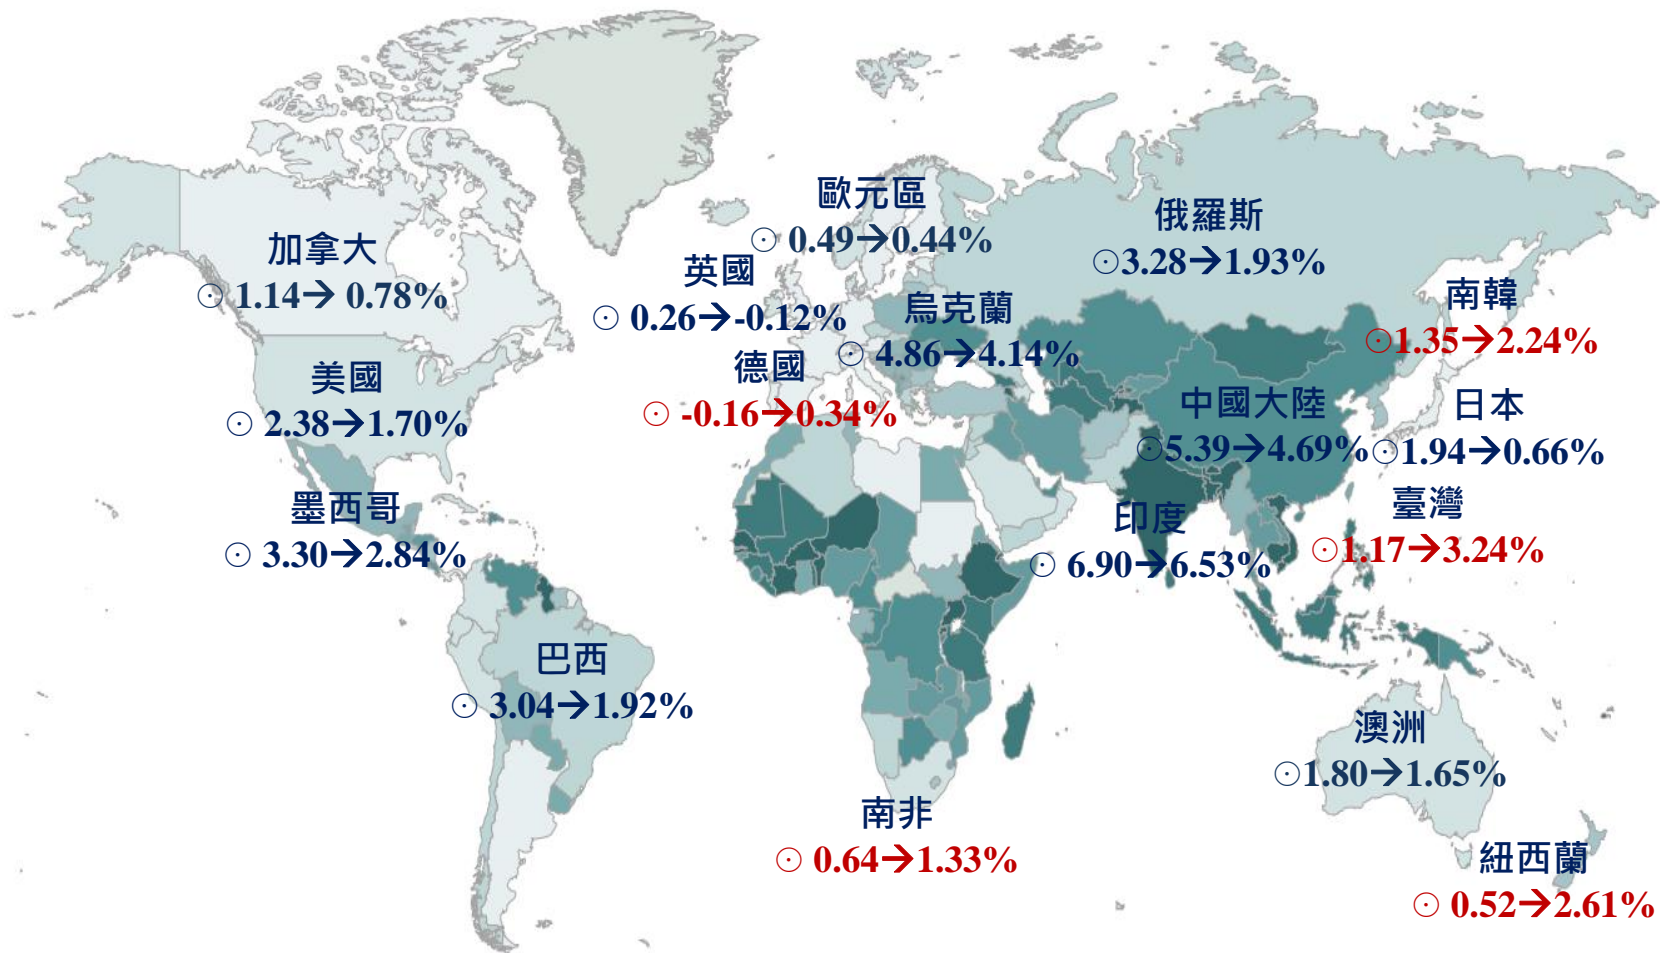 歐元區
⊙ 0.49→0.44%
俄羅斯
⊙3.28→1.93%
加拿大
⊙ 1.14→ 0.78%
英國
⊙ 0.26→-0.12%
烏克蘭
⊙ 4.86→4.14%
南韓
⊙1.35→2.24%
美國
⊙ 2.38→1.70%
德國
⊙ -0.16→0.34%
中國大陸
⊙5.39→4.69%
日本
⊙1.94→0.66%
墨西哥
⊙ 3.30→2.84%
印度
⊙ 6.90→6.53%
臺灣
⊙1.17→3.24%
巴西
⊙ 3.04→1.92%
澳洲
⊙1.80→1.65%
南非
⊙ 0.64→1.33%
紐西蘭
⊙ 0.52→2.61%